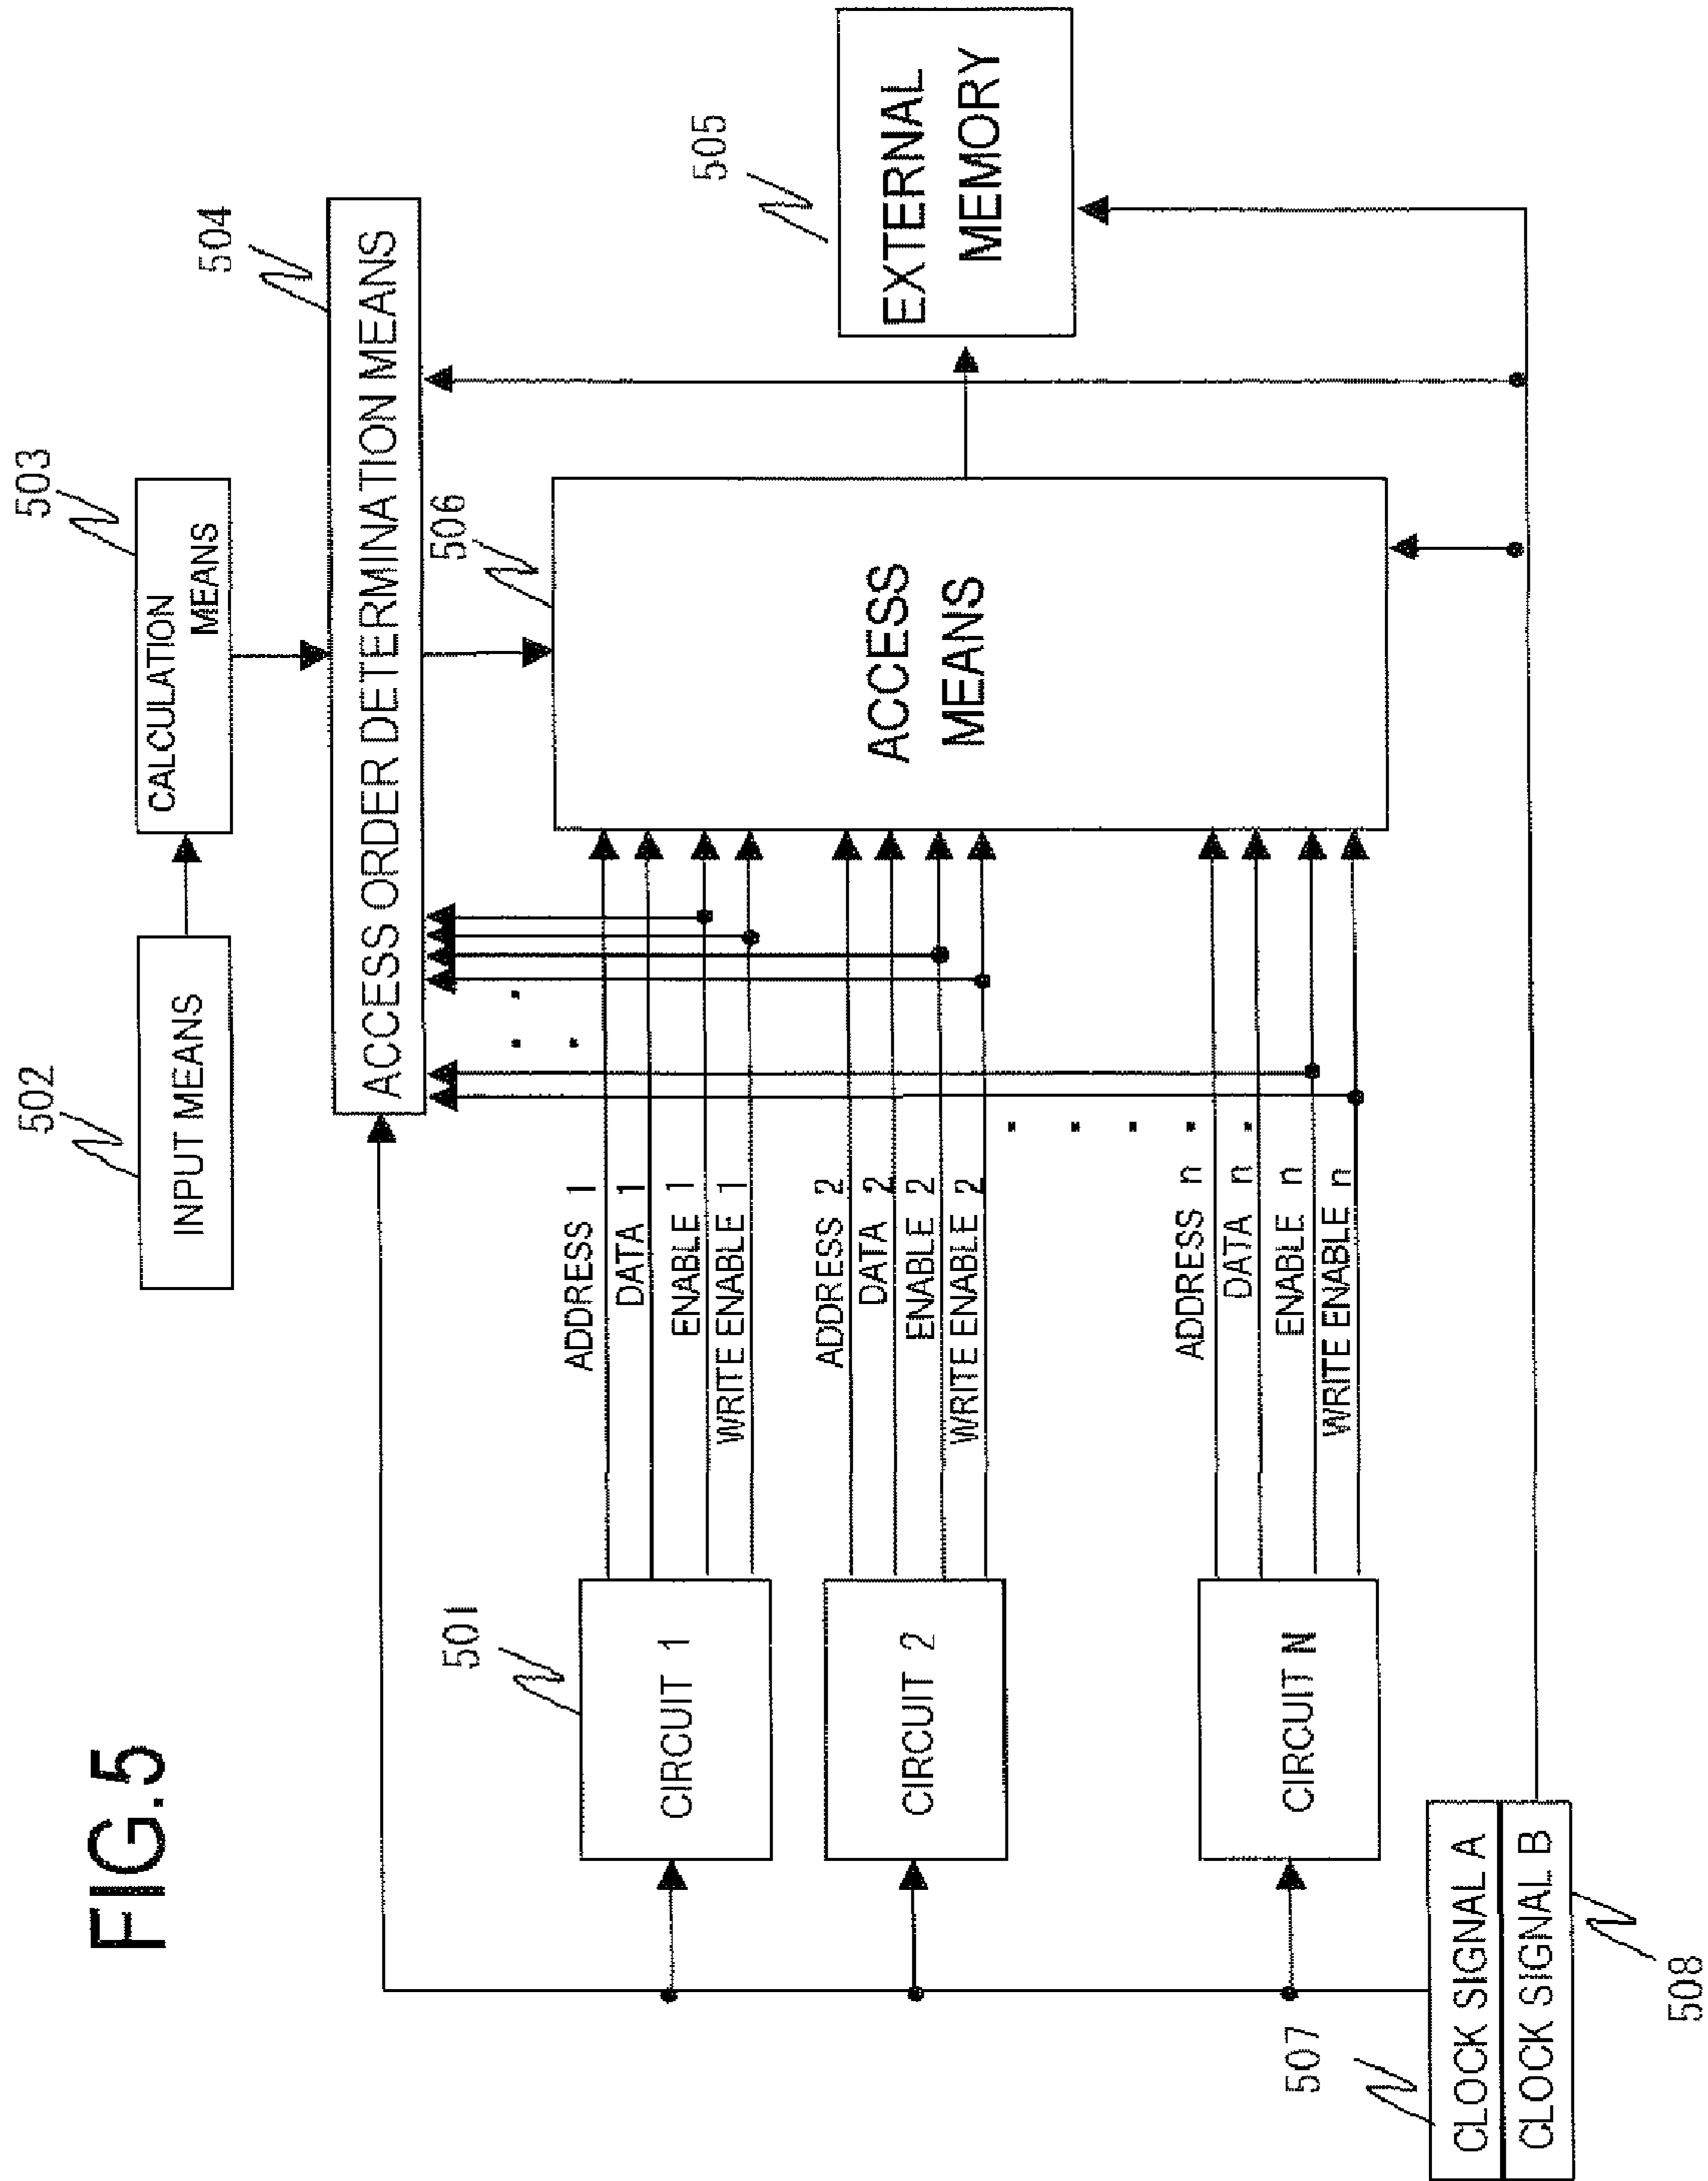 FIG.5
502
INPUT MEANS
503
CALCULATION
MEANS
504
ACCESS ORDER DETERMINATION MEANS
501
CIRCUIT 1
ADDRESS 1
DATA 1
ENABLE 1
WRITE ENABLE 1
CIRCUIT 2
ADDRESS 2
DATA 2
ENABLE 2
WRITE ENABLE 2
CIRCUIT N
ADDRESS n
DATA n
ENABLE n
WRITE ENABLE n
506
ACCESS
MEANS
505
EXTERNAL
MEMORY
507
CLOCK SIGNAL A
CLOCK SIGNAL B
508